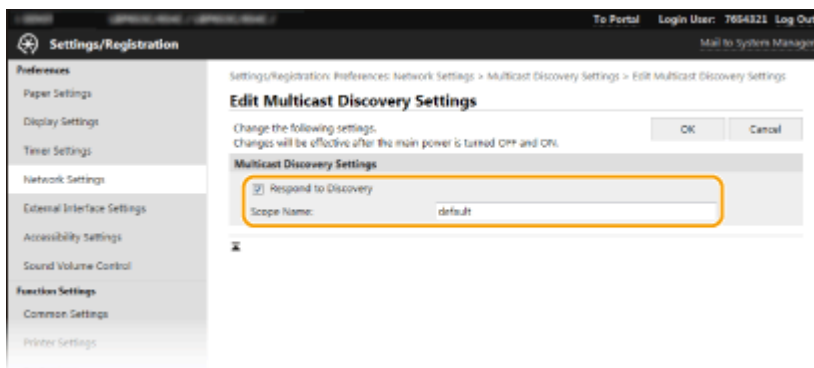 To Portal Login User: 7654321 Log Out
Settings/Registration
Mail to System Manager
Preferences
Paper Settings
Display Settings
Timer Settings
Network Settings
External Interface Settings
Accessibility Settings
Sound Volume Control
Function Settings
Common Settings
Printer Settings
Settings/Registration: Preferences: Network Settings > Multicast Discovery Settings > Edit Multicast Discovery Settings
Edit Multicast Discovery Settings
Change the following settings.
Changes will be effective after the main power is turned OFF and ON.
OK Cancel
Multicast Discovery Settings
Respond to Discovery
Scope Name: default